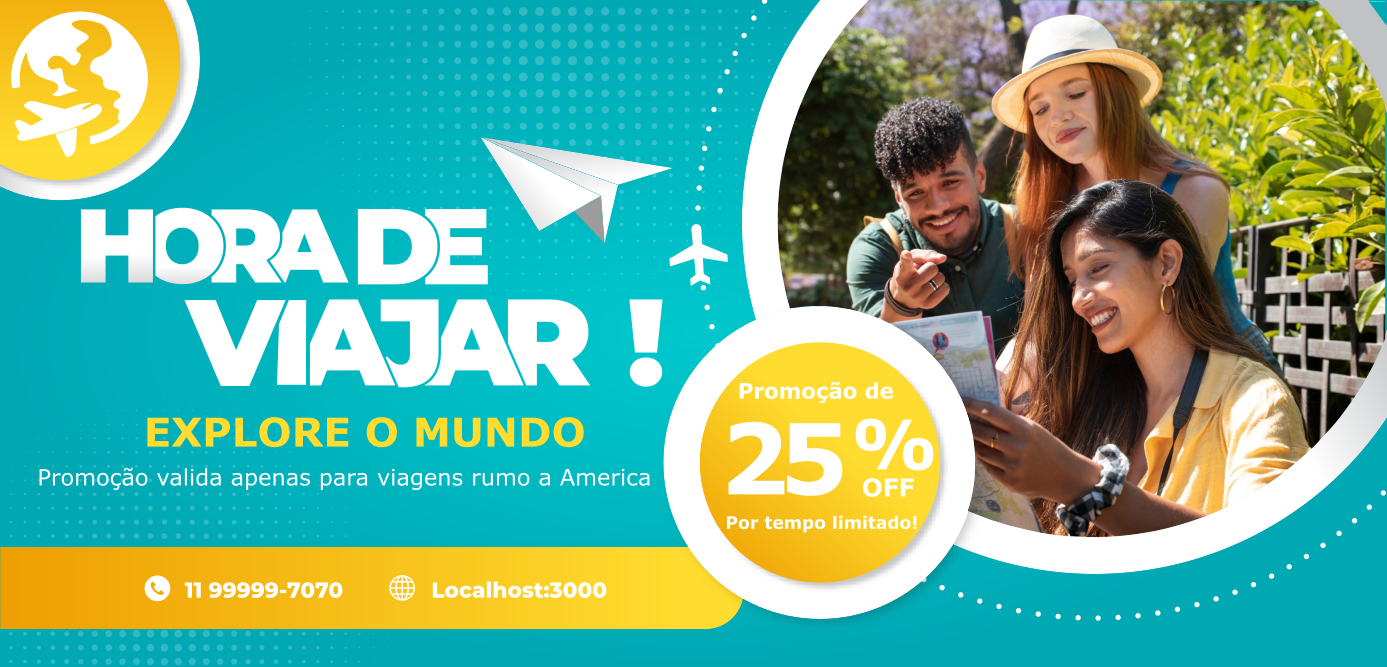 HORA DE
VIAJAR !
EXPLORE O MUNDO
Promoção valida apenas para viagens rumo a America
Promoção de
25%
OFF
Por tempo limitado!
11 99999-7070
Localhost:3000